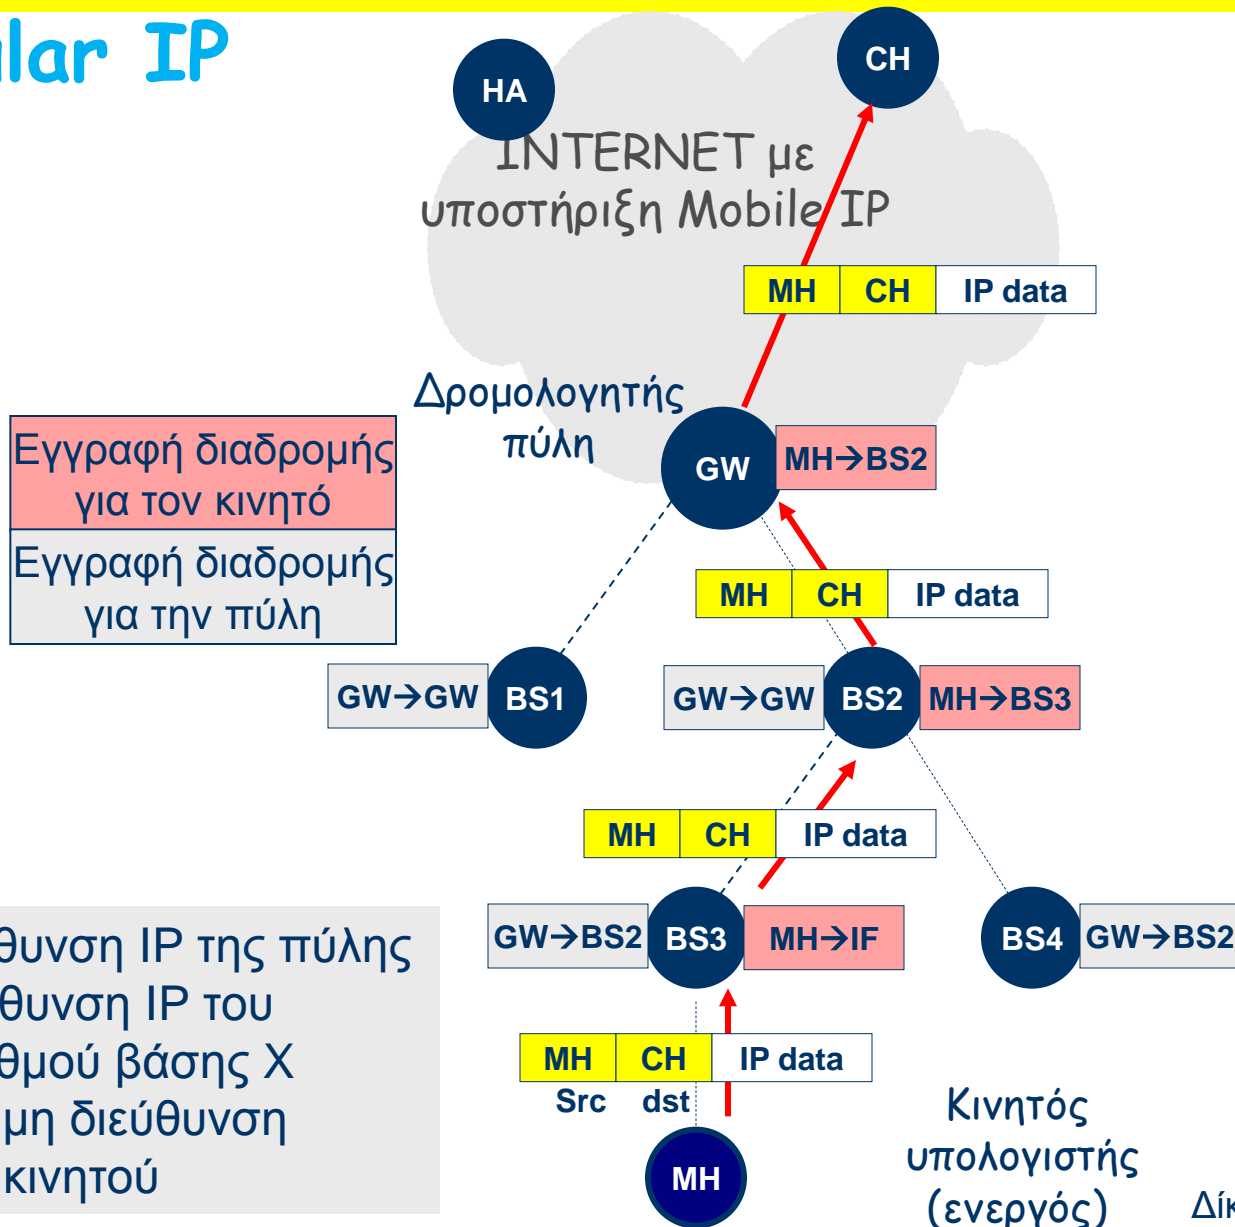 ular IP
HA
CH
INTERNET με
υποστήριξη Mobile IP
MH CH IP data
Δρομολογητής
πύλη
GW
MH→BS2
Εγγραφή διαδρομής
για τον κινητό
Εγγραφή διαδρομής
για την πύλη
MH CH IP data
GW→GW
BS1
GW→GW
BS2
MH→BS3
MH CH IP data
GW→BS2
BS3
MH→IF
BS4
GW→BS2
θυνση IP της πύλης
θυνση IP του
θμού βάσης X
μη διεύθυνση
κινητού
MH CH IP data
Src dst
MH
Κινητός
υπολογιστής
(ενεργός)
Δίκ